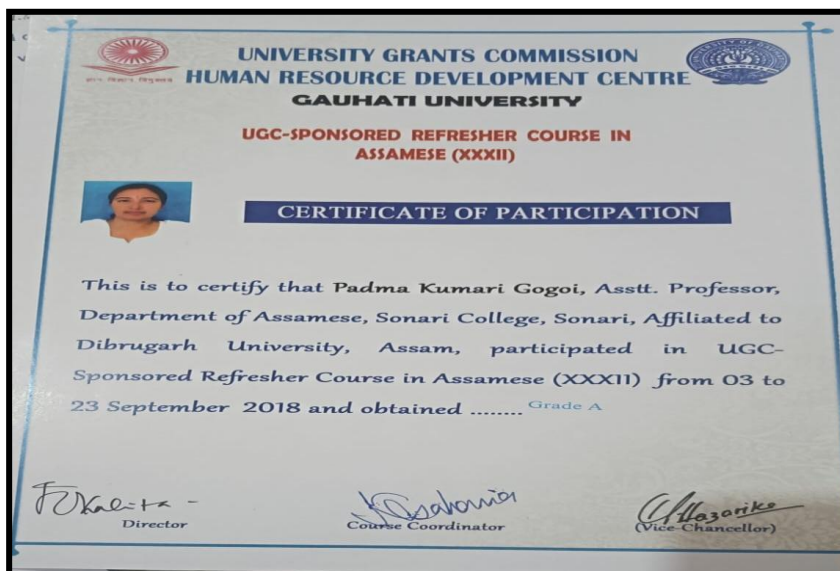 UNIVERSITY GRANTS COMMISSION
HUMAN RESOURCE DEVELOPMENT CENTRE
GAUHATI UNIVERSITY
UGC-SPONSORED REFRESHER COURSE IN
ASSAMESE (XXXII)
CERTIFICATE OF PARTICIPATION
This is to certify that Padma Kumari Gogoi, Asstt. Professor,
Department of Assamese, Sonari College, Sonari, Affiliated to
Dibrugarh University, Assam, participated in UGC-
Sponsored Refresher Course in Assamese (XXXII) from 03 to
23 September 2018 and obtained ........ Grade A
Director
Course Coordinator
(Vice-Chancellor)